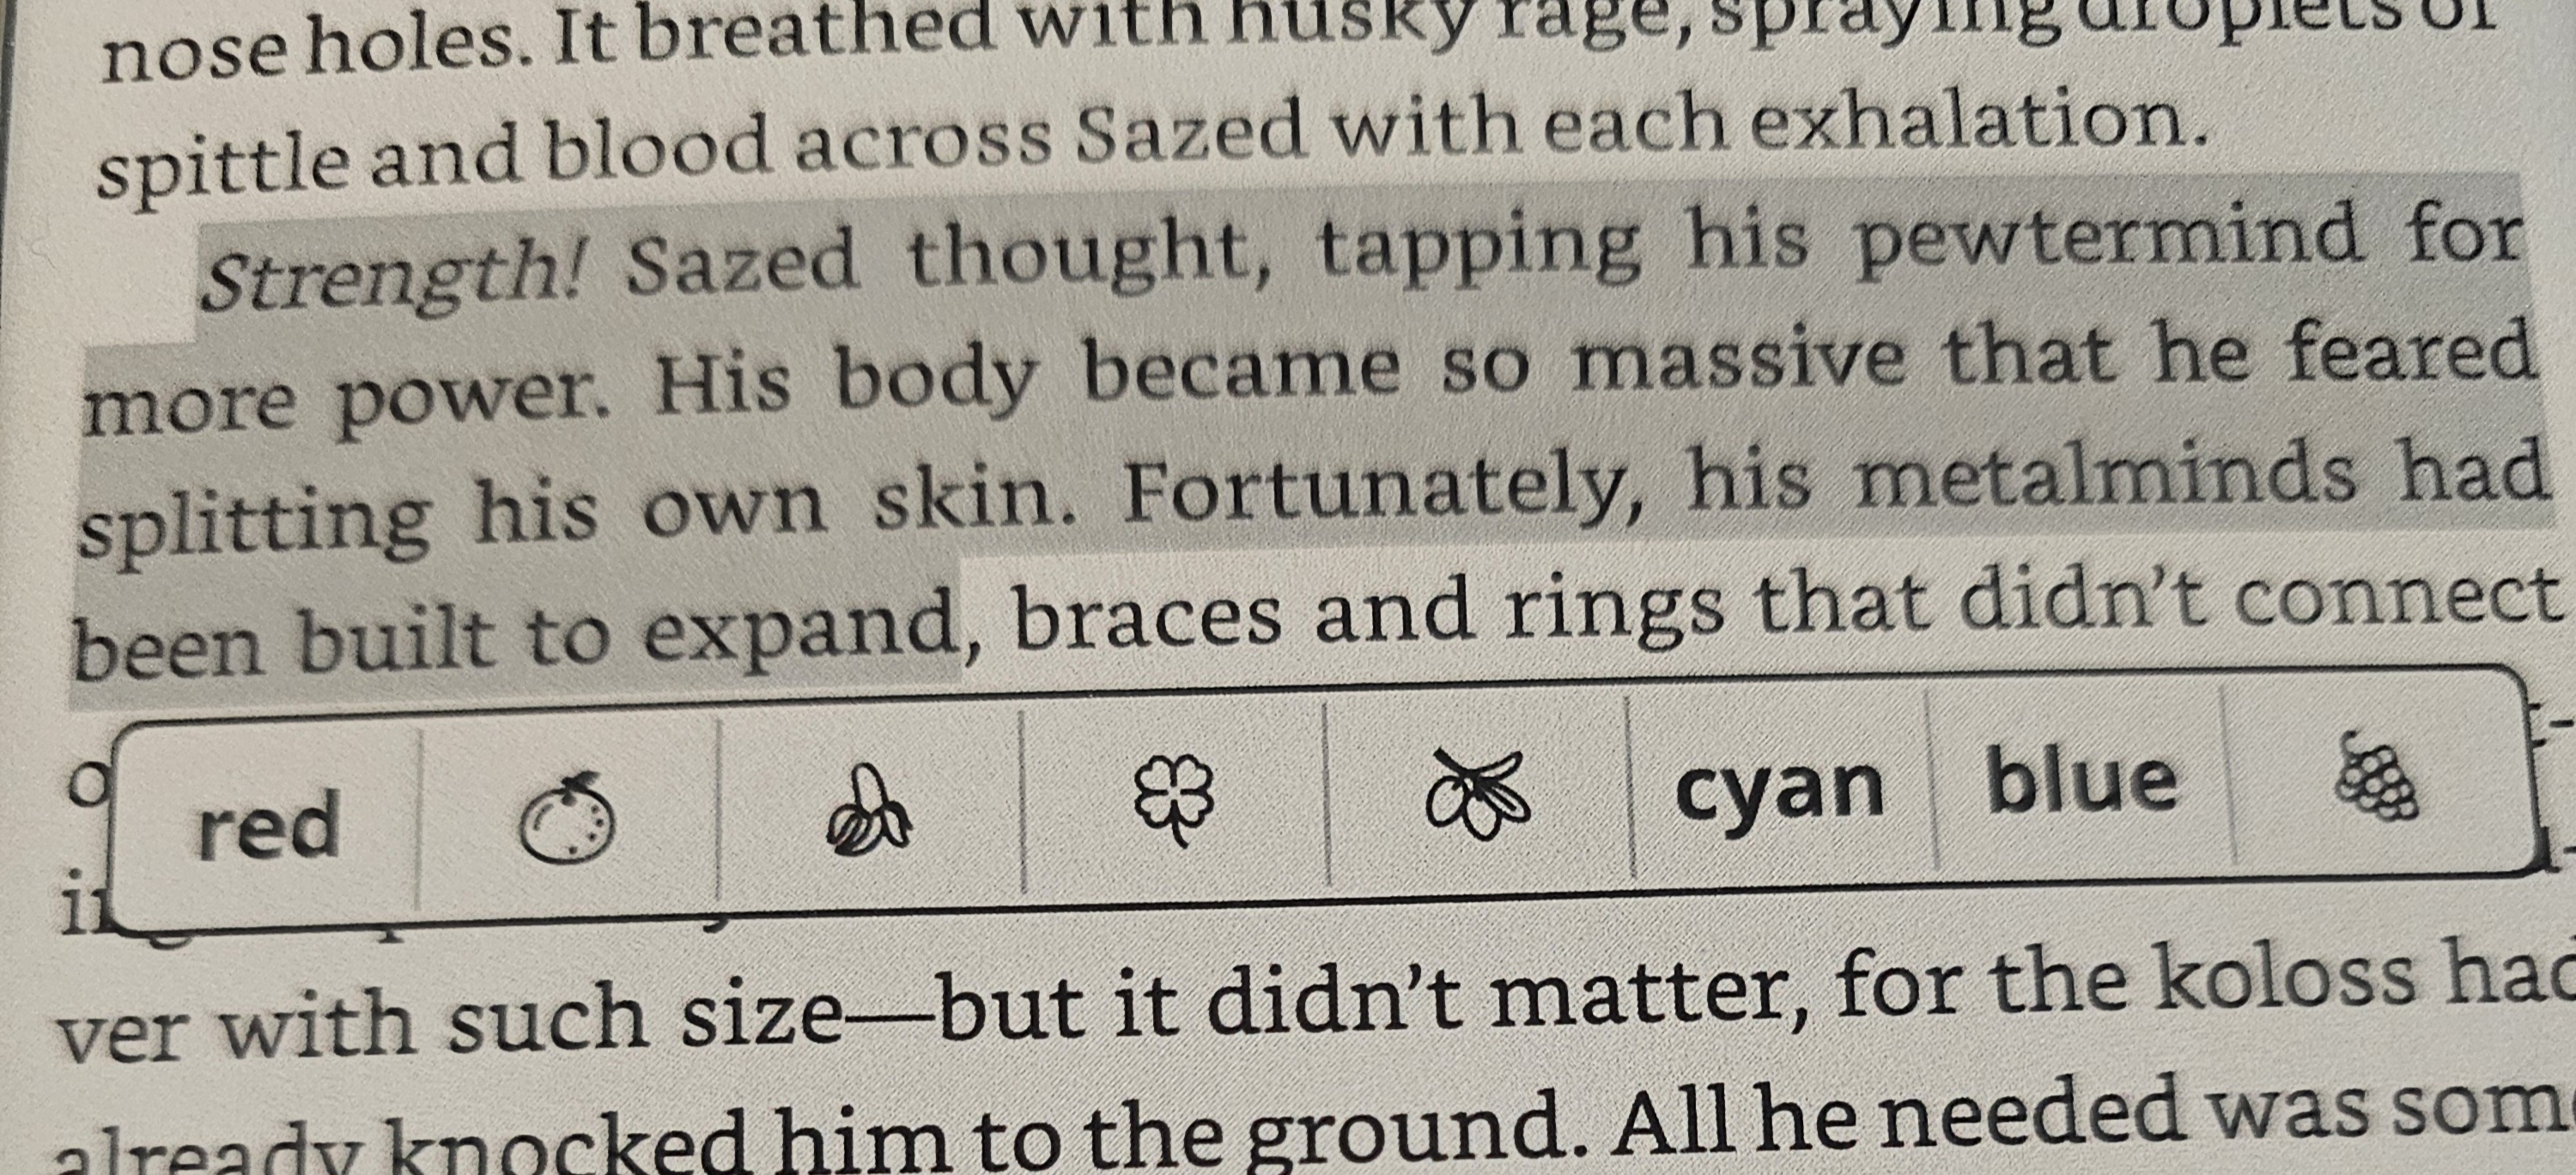 nose holes. It breathed with husky rage, spraying droplets of
spittle and blood across Sazed with each exhalation.
Strength! Sazed thought, tapping his pewtermind for
more power. His body became so massive that he feared
splitting his own skin. Fortunately, his metalminds had
been built to expand, braces and rings that didn't connect
red cyan blue
ver with such size—but it didn't matter, for the koloss had
already knocked him to the ground. All he needed was